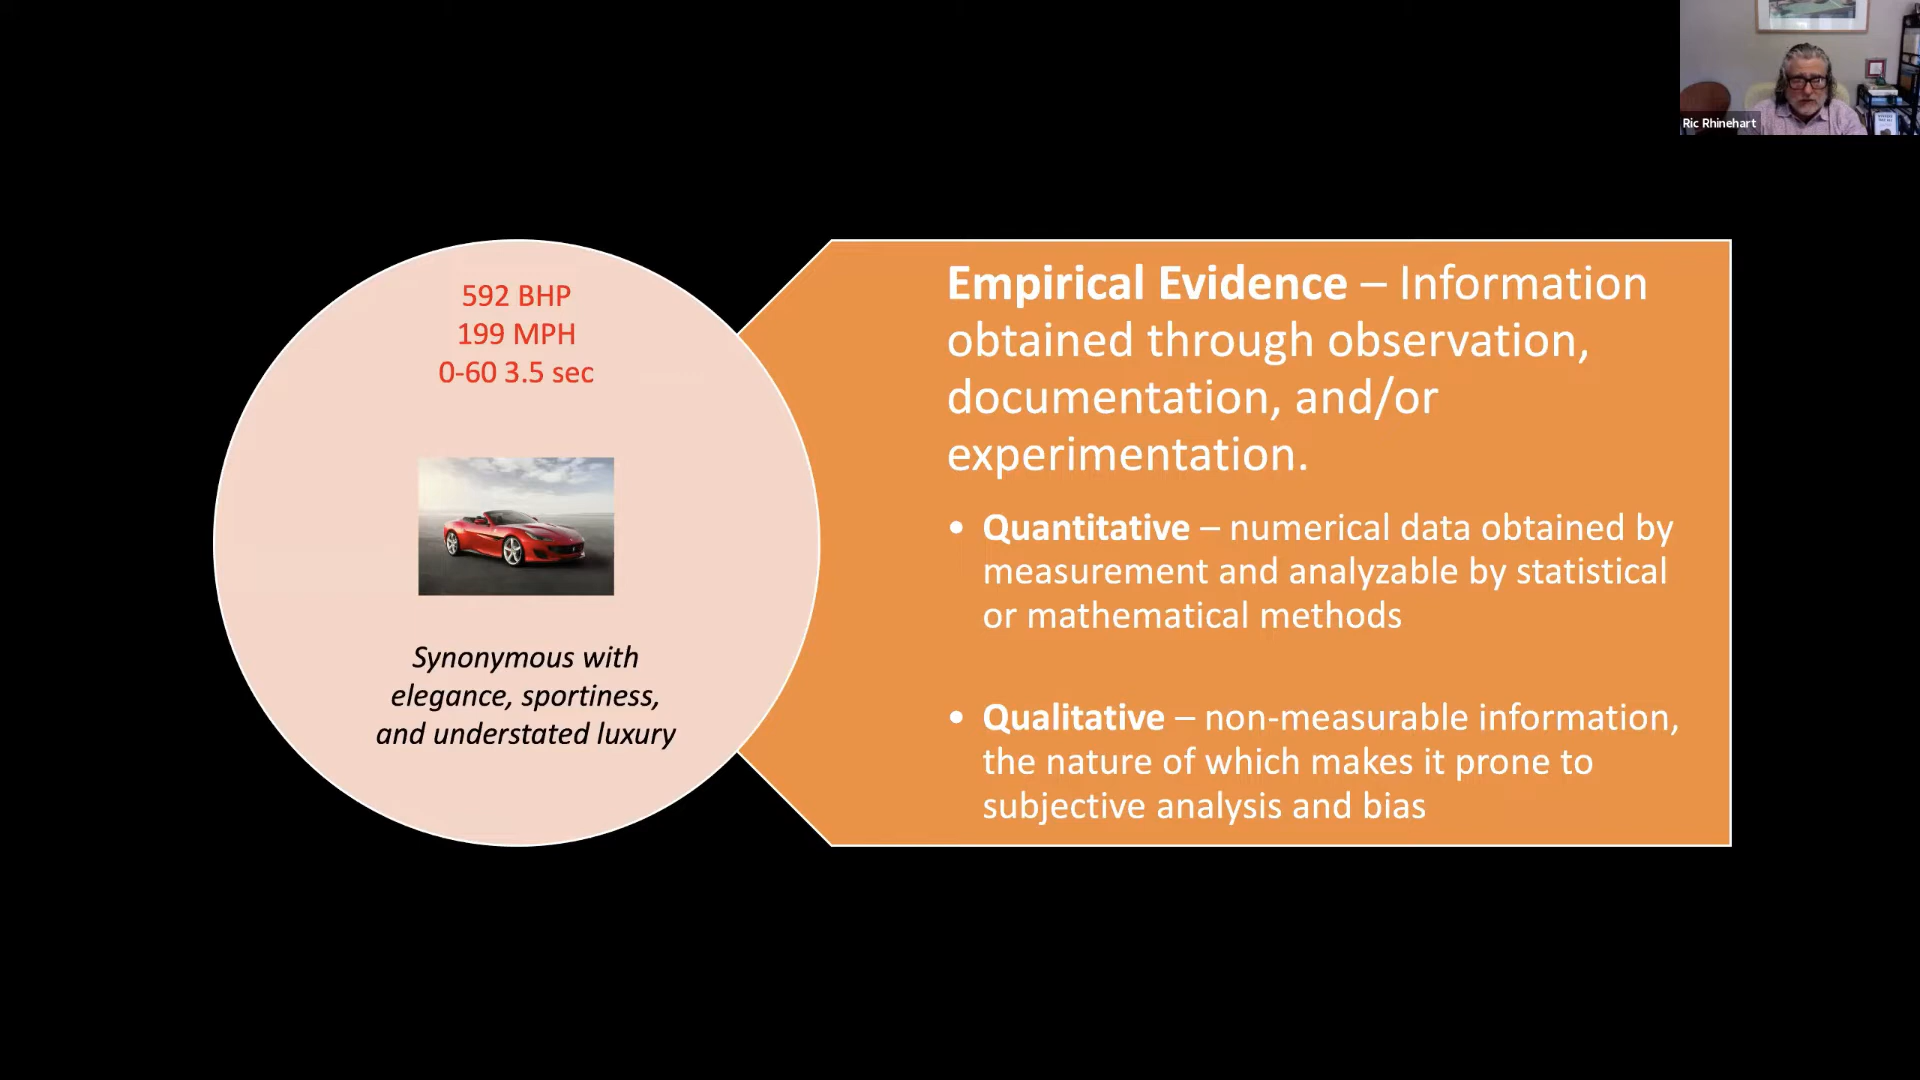 Ric Rhinehart
592 BHP
199 MPH
0-60 3.5 sec
Synonymous with
elegance, sportiness,
and understated luxury
Empirical Evidence – Information
obtained through observation,
documentation, and/or
experimentation.
• Quantitative – numerical data obtained by
measurement and analyzable by statistical
or mathematical methods
• Qualitative – non-measurable information,
the nature of which makes it prone to
subjective analysis and bias